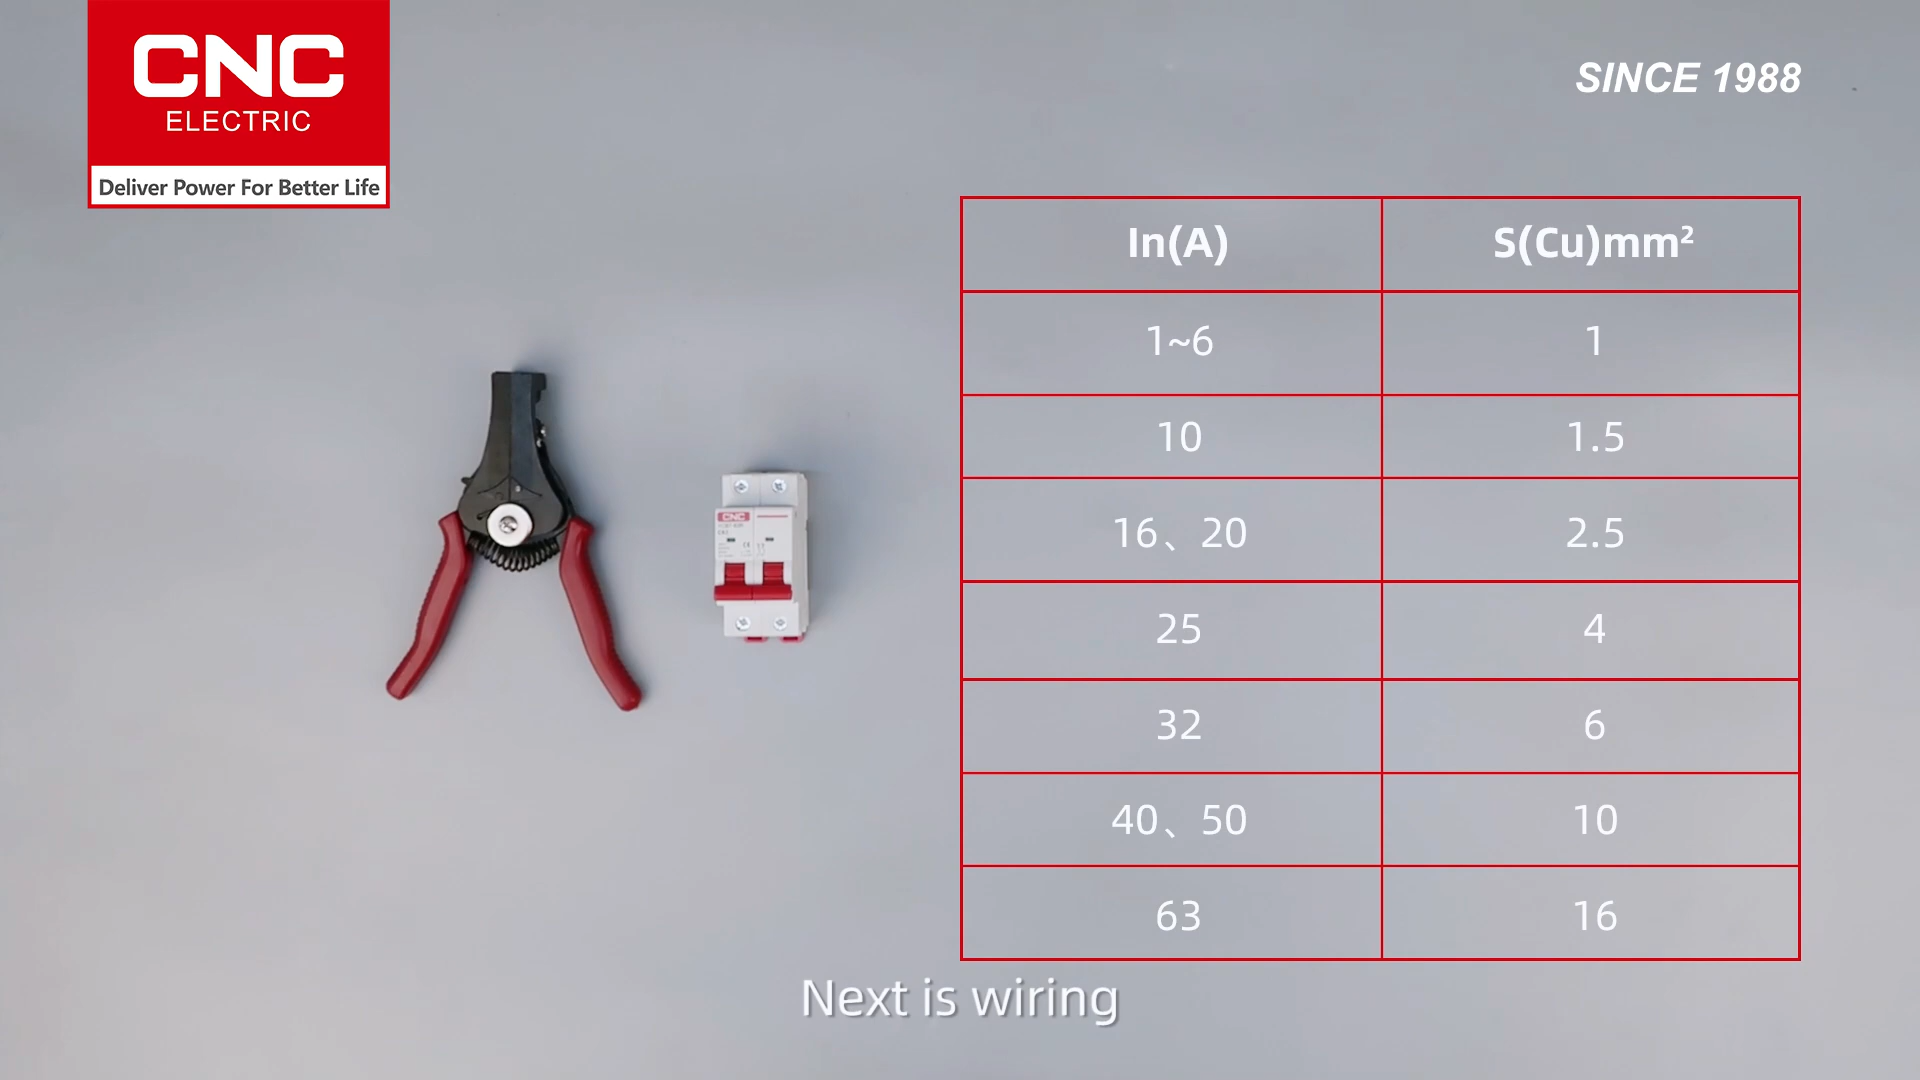 CNC
ELECTRIC
Deliver Power For Better Life
SINCE 1988
In(A) S(Cu)mm²
1~6 1
10 1.5
16、20 2.5
25 4
32 6
40、50 10
63 16
CNC
Next is wiring